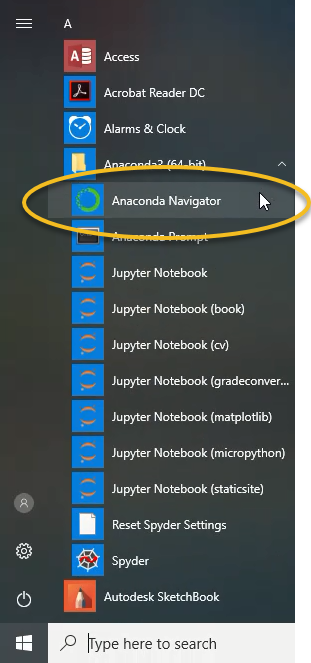 A
Access
Acrobat Reader DC
Alarms & Clock
Anaconda3 (64-bit)
Anaconda Navigator
Anaconda Prompt
Jupyter Notebook
Jupyter Notebook (book)
Jupyter Notebook (cv)
Jupyter Notebook (gradeconver...
Jupyter Notebook (matplotlib)
Jupyter Notebook (micropython)
Jupyter Notebook (staticsite)
Reset Spyder Settings
Spyder
Autodesk SketchBook
Type here to search